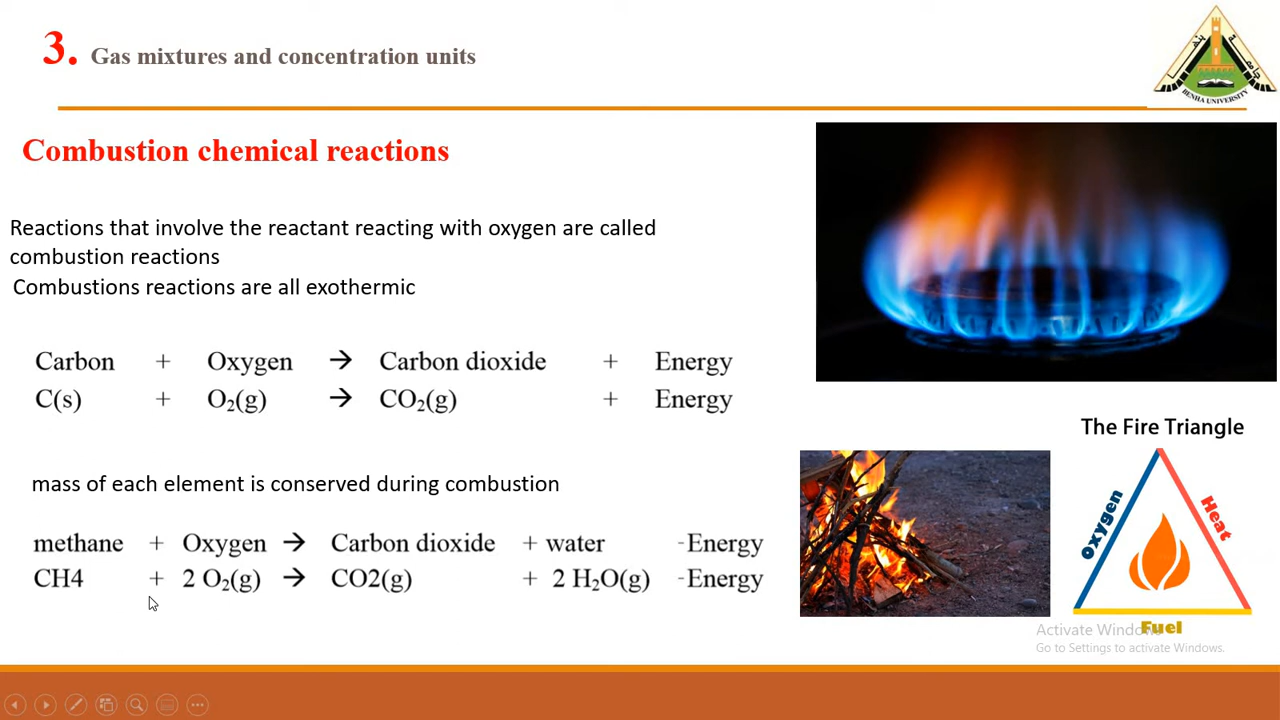 3. Gas mixtures and concentration units
BENHA UNIVERSITY
Combustion chemical reactions
Reactions that involve the reactant reacting with oxygen are called
combustion reactions
Combustions reactions are all exothermic
Carbon + Oxygen → Carbon dioxide + Energy
C(s) + O₂(g) → CO₂(g) + Energy
mass of each element is conserved during combustion
methane + Oxygen → Carbon dioxide + water -Energy
CH4 + 2 O₂(g) → CO2(g) + 2 H₂O(g) -Energy
The Fire Triangle
Oxygen
Heat
Fuel
Activate Windows
Go to Settings to activate Windows.